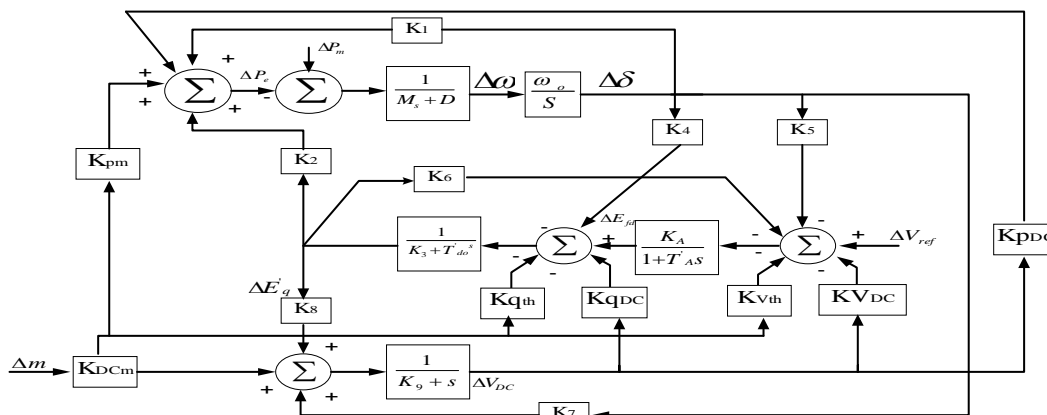 K1
ΔPm
+
+
+
+
+
ΔPe
-
Σ
Σ
1
Ms + D
Δω
ωo
S
Δδ
K4
K5
Kpm
K2
K6
1
K3 + T'do s
-
-
-
-
Σ
ΔEfd
+
KA
1+T'A s
-
-
-
-
-
Σ
+
ΔVref
KpDC
ΔE'q
K8
Kqth
KqDC
KVth
KVDC
Δm
KDCm
+
+
+
+
Σ
1
K9 + s
ΔVDC
K7